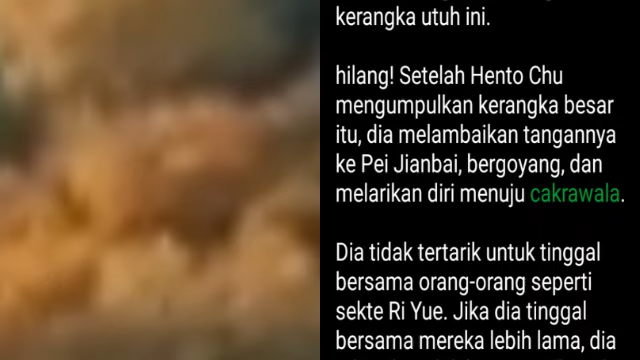 kerangka utuh ini.
hilang! Setelah Hento Chu
mengumpulkan kerangka besar
itu, dia melambaikan tangannya
ke Pei Jianbai, bergoyang, dan
melarikan diri menuju cakrawala.
Dia tidak tertarik untuk tinggal
bersama orang-orang seperti
sekte Ri Yue. Jika dia tinggal
bersama mereka lebih lama, dia